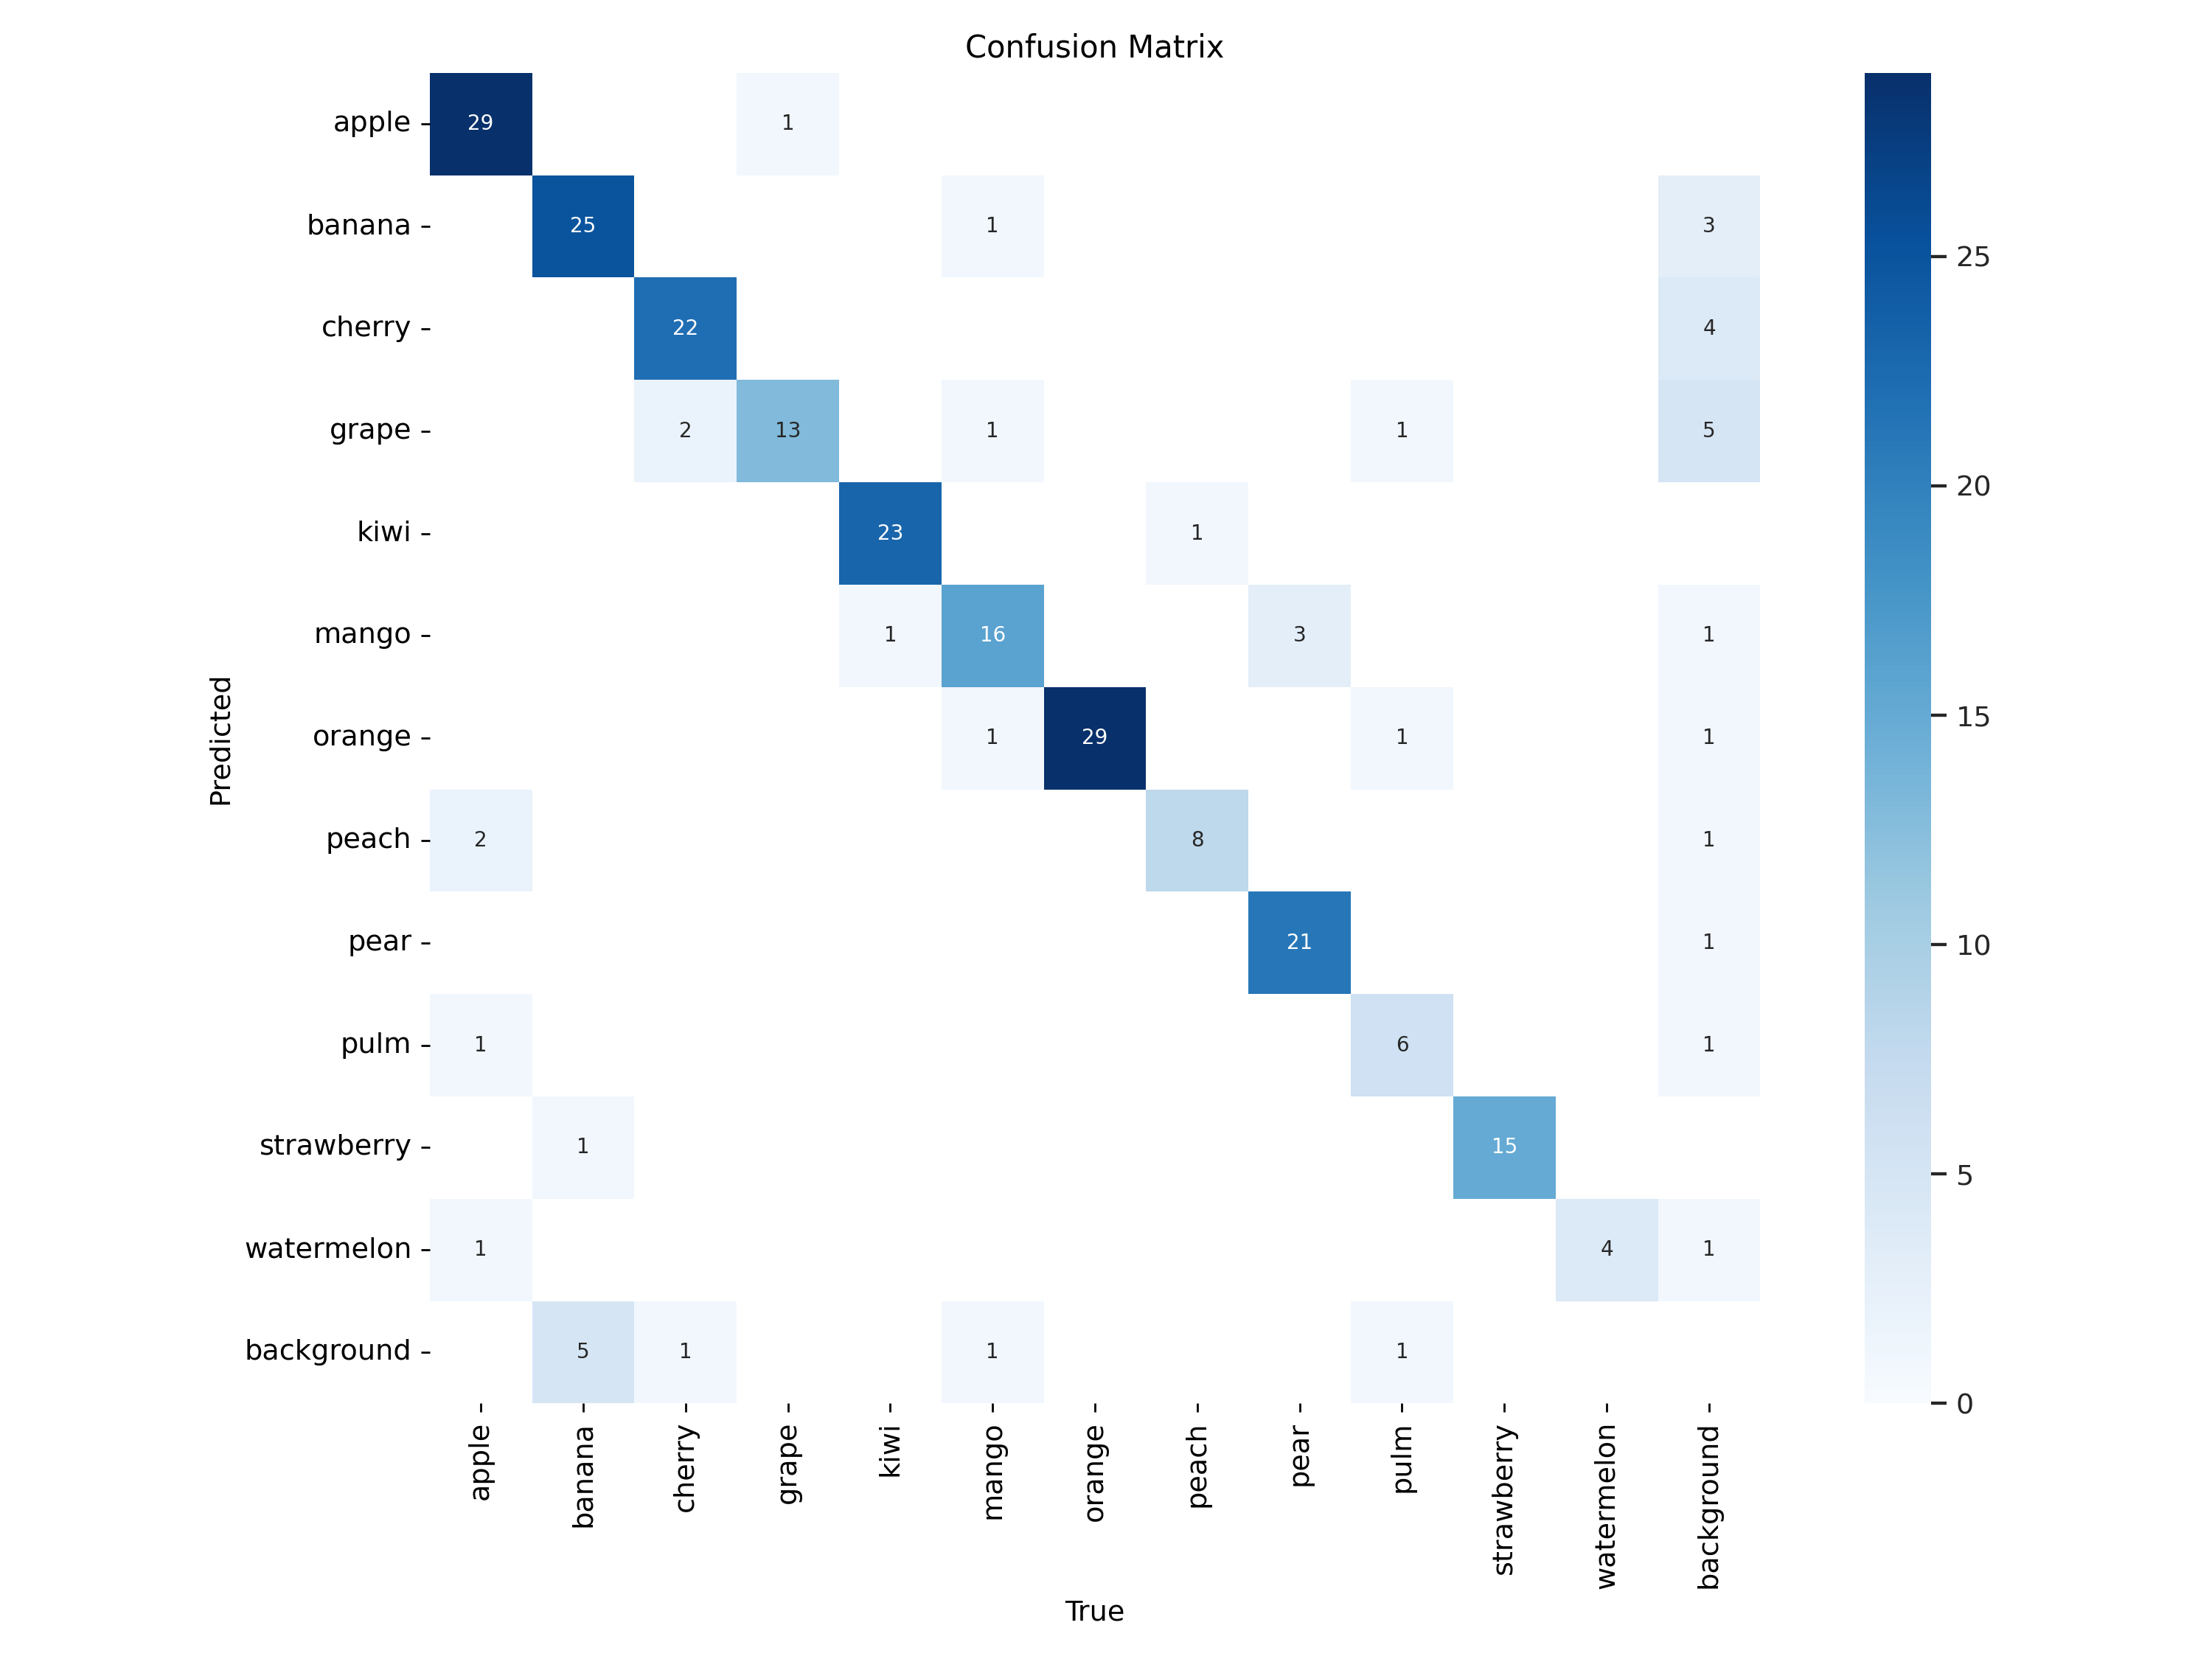 Confusion Matrix
apple 29 1
banana 25 1 3
cherry 22 4
grape 2 13 1 1 5
kiwi 23 1
mango 1 16 3 1
orange 1 29 1 1
peach 2 8 1
pear 21 1
pulm 1 6 1
strawberry 1 15
watermelon 1 4 1
background 5 1 1 1
Predicted
apple banana cherry grape kiwi mango orange peach pear pulm strawberry watermelon background
True
25
20
15
10
5
0